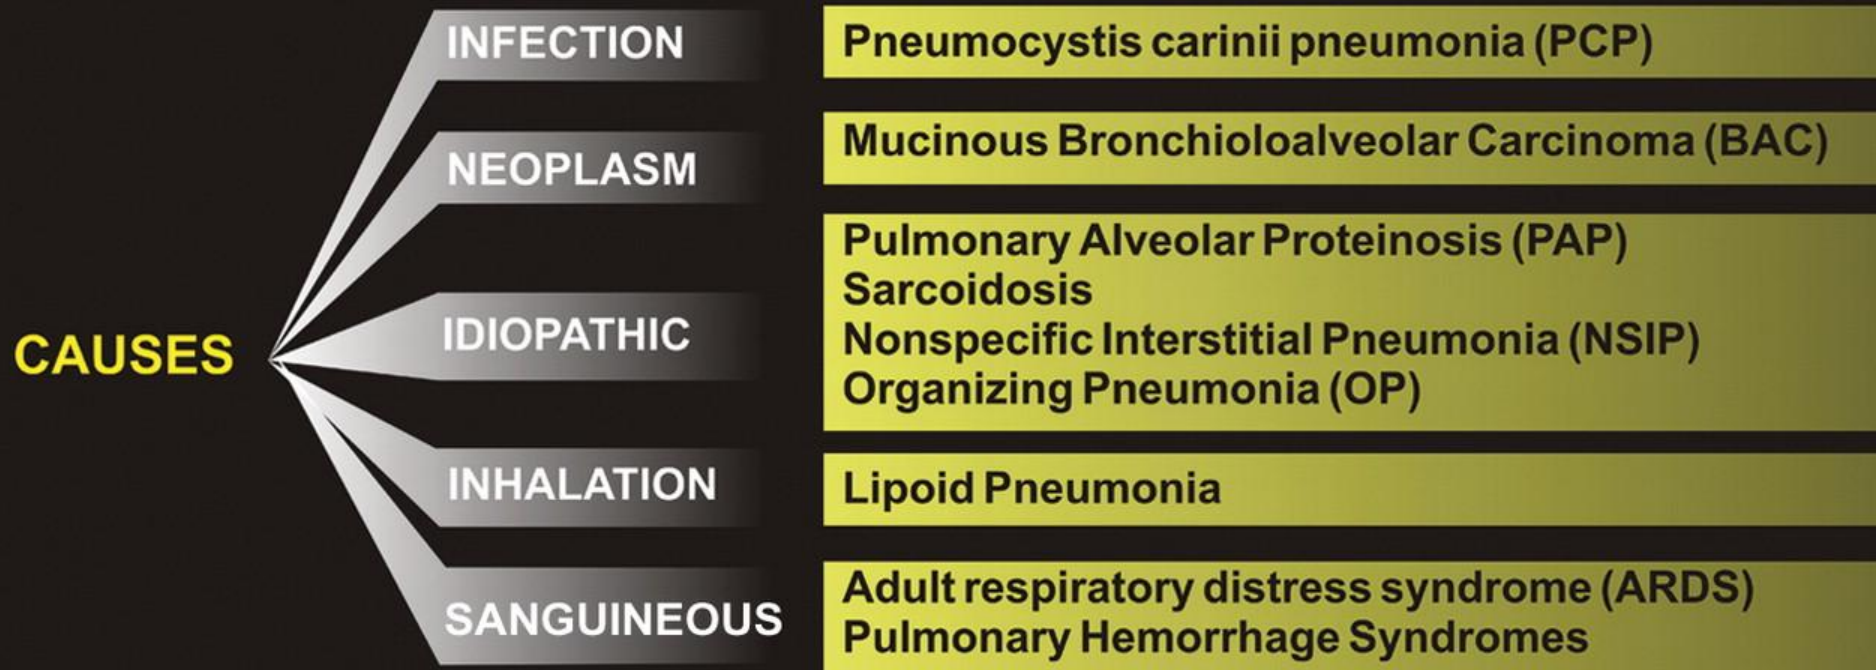 CAUSES
INFECTION
Pneumocystis carinii pneumonia (PCP)
NEOPLASM
Mucinous Bronchioloalveolar Carcinoma (BAC)
IDIOPATHIC
Pulmonary Alveolar Proteinosis (PAP)
Sarcoidosis
Nonspecific Interstitial Pneumonia (NSIP)
Organizing Pneumonia (OP)
INHALATION
Lipoid Pneumonia
SANGUINEOUS
Adult respiratory distress syndrome (ARDS)
Pulmonary Hemorrhage Syndromes